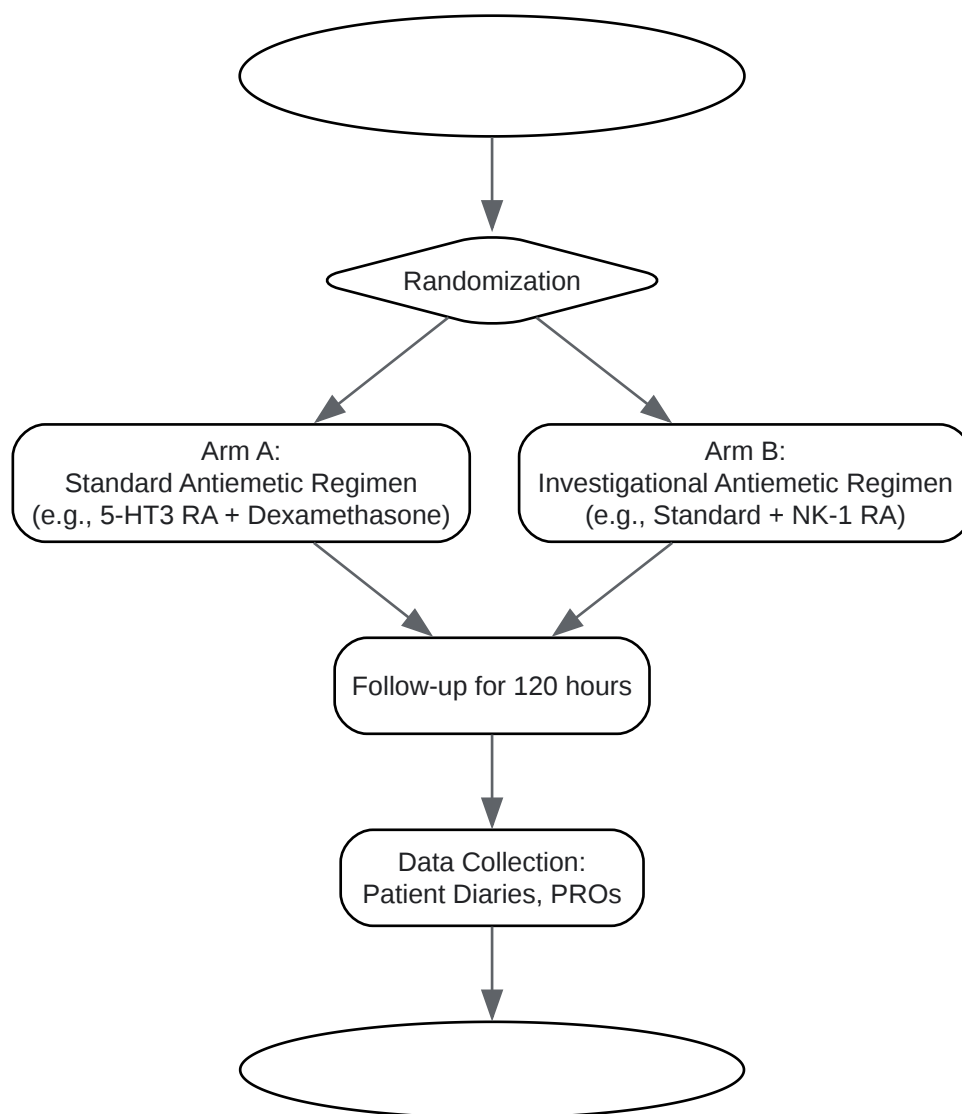 Randomization
Arm A:
Standard Antiemetic Regimen
(e.g., 5-HT3 RA + Dexamethasone)
Arm B:
Investigational Antiemetic Regimen
(e.g., Standard + NK-1 RA)
Follow-up for 120 hours
Data Collection:
Patient Diaries, PROs